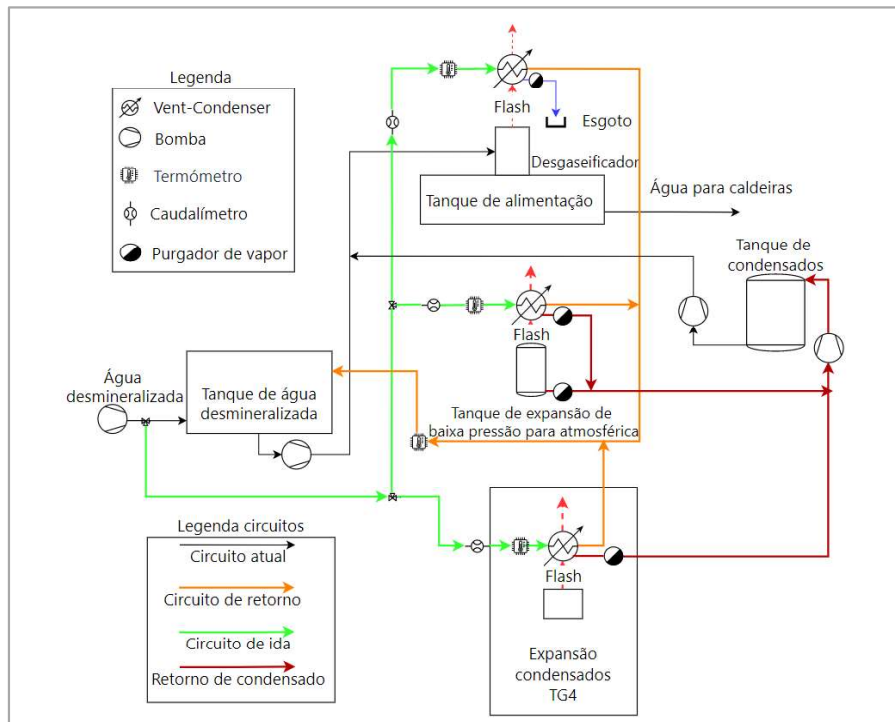 Legenda
Vent-Condenser
Bomba
Termómetro
Caudalímetro
Purgador de vapor
Flash
Esgoto
Desgaseificador
Tanque de alimentação
Água para caldeiras
Tanque de
condensados
Flash
Água
desmineralizada
Tanque de água
desmineralizada
Tanque de expansão de
baixa pressão para atmosférica
Legenda circuitos
Circuito atual
Circuito de retorno
Circuito de ida
Retorno de condensado
Flash
Expansão
condensados
TG4